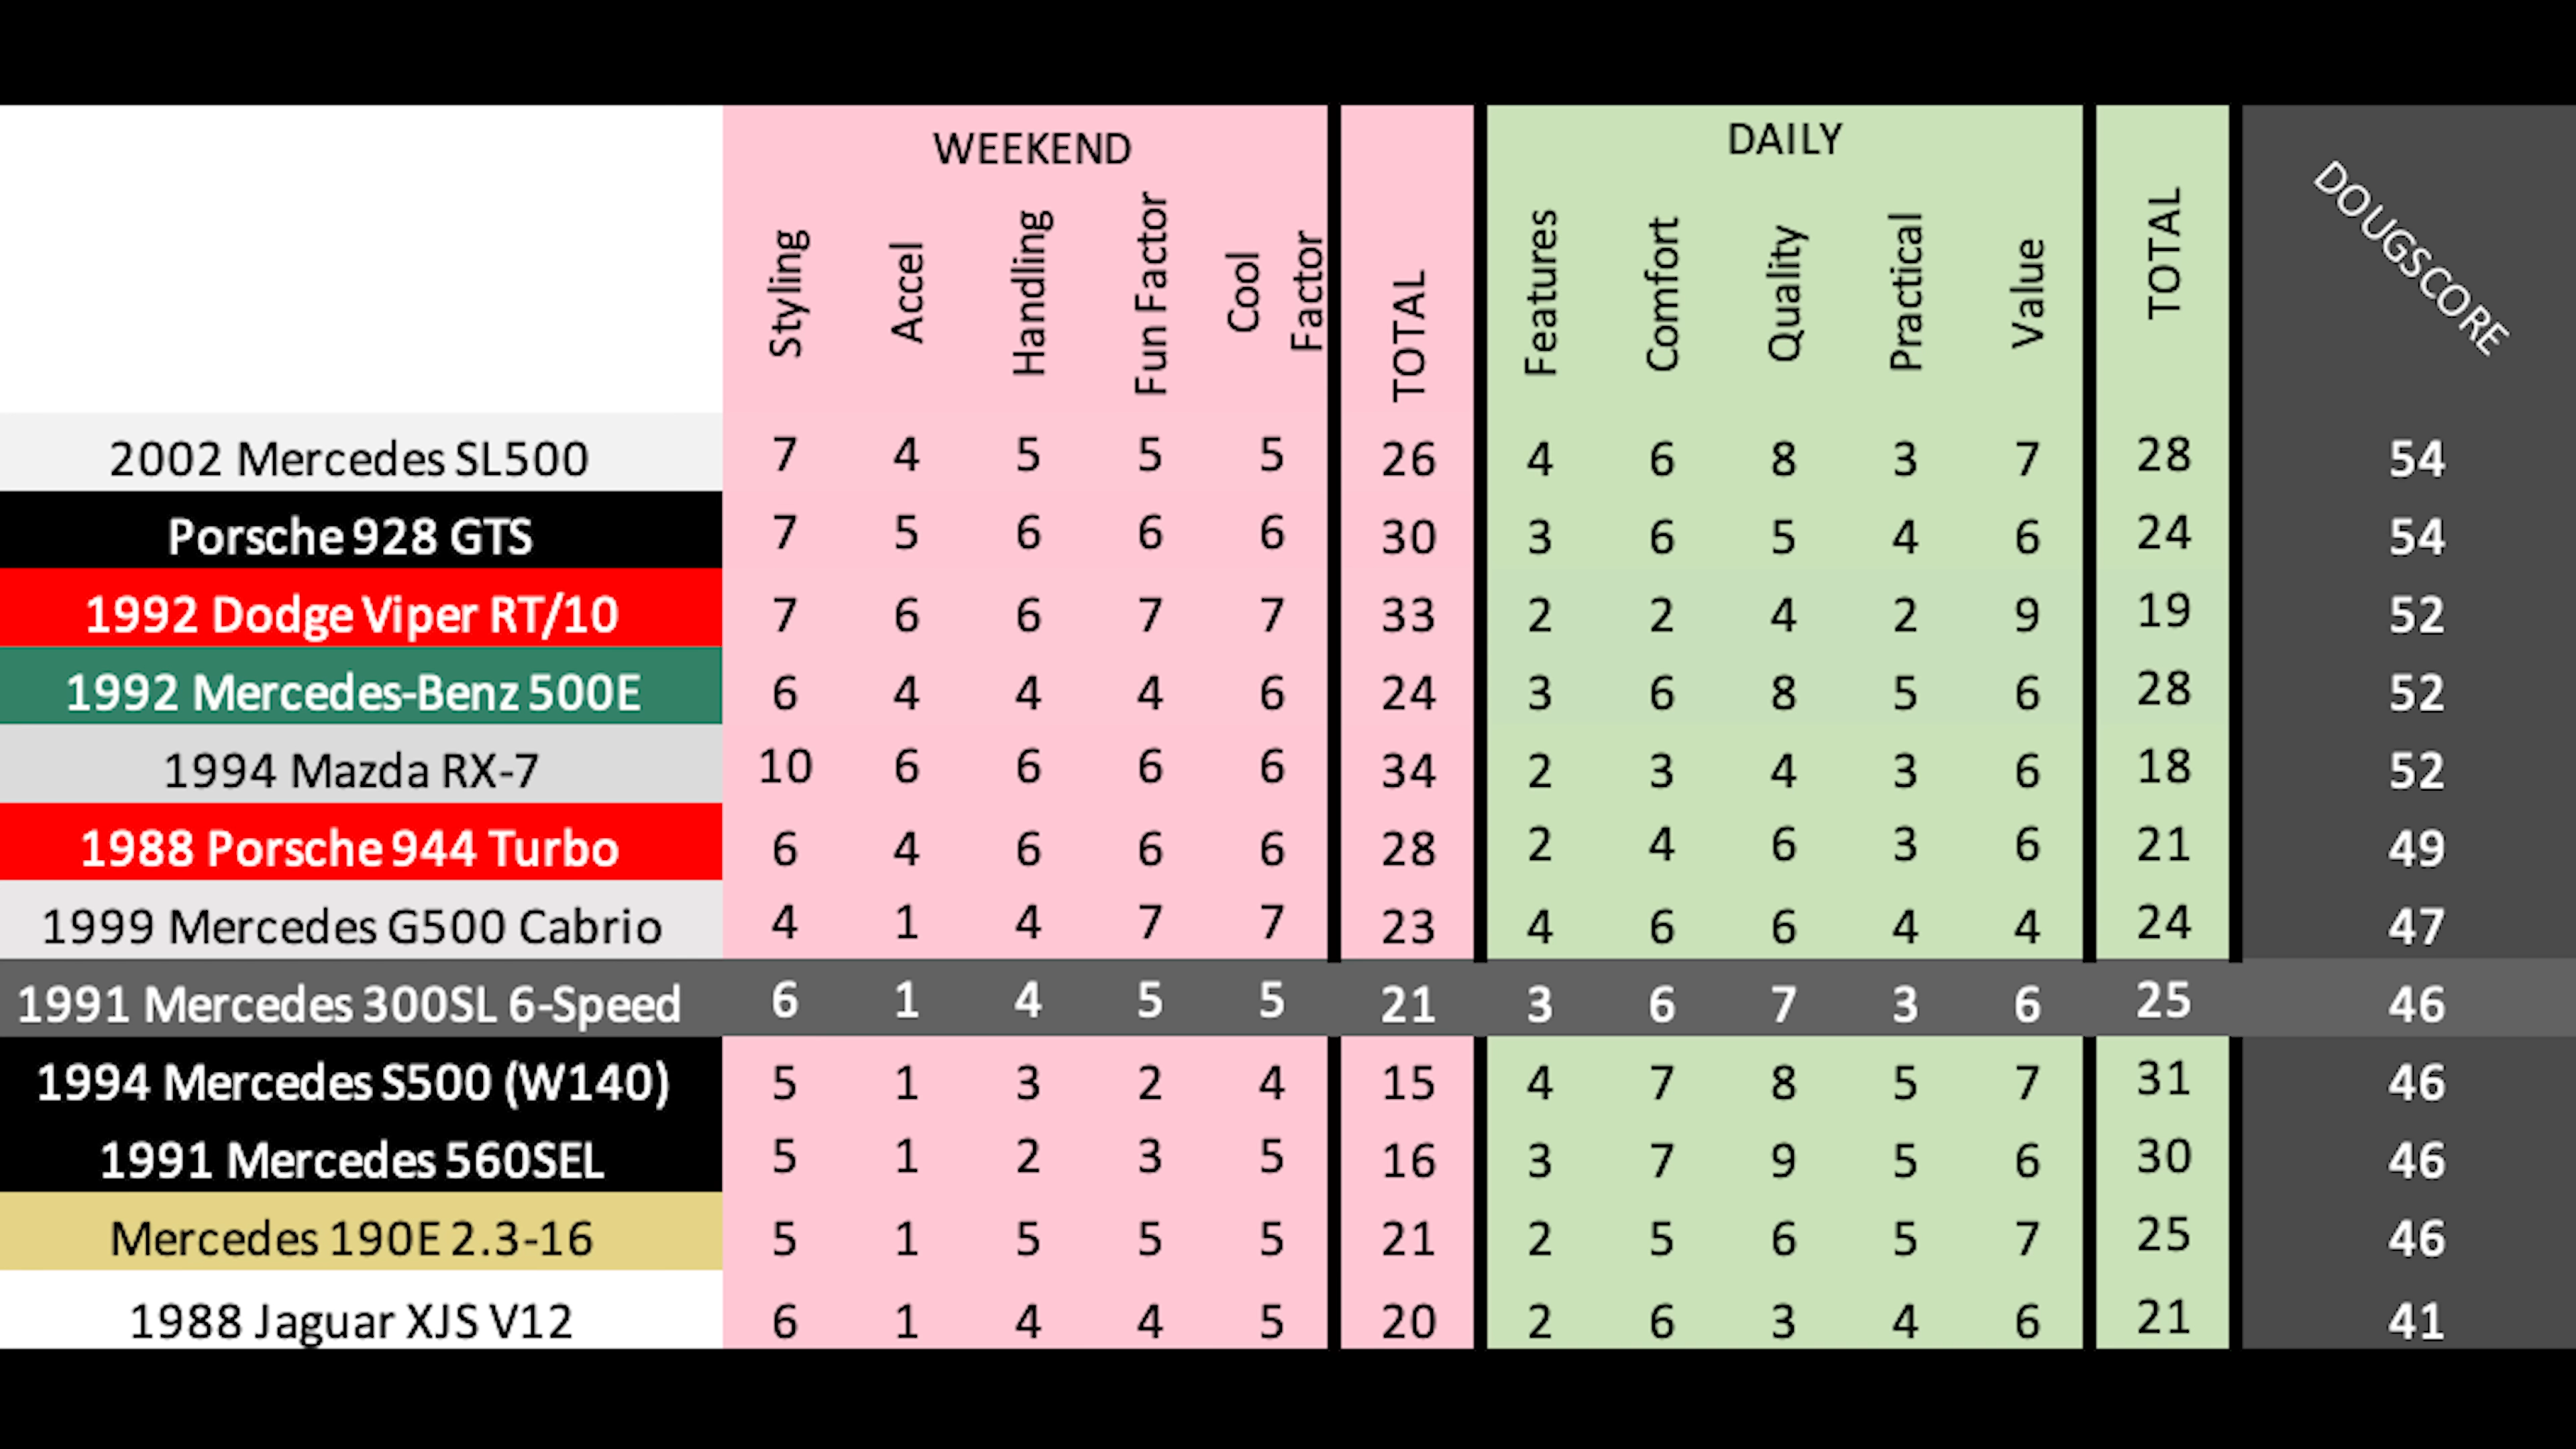 WEEKEND DAILY
Styling Accel Handling Fun Factor Cool Factor TOTAL Features Comfort Quality Practical Value TOTAL DOUGSCORE
2002 Mercedes SL500 7 4 5 5 5 26 4 6 8 3 7 28 54
Porsche 928 GTS 7 5 6 6 6 30 3 6 5 4 6 24 54
1992 Dodge Viper RT/10 7 6 6 7 7 33 2 2 4 2 9 19 52
1992 Mercedes-Benz 500E 6 4 4 4 6 24 3 6 8 5 6 28 52
1994 Mazda RX-7 10 6 6 6 6 34 2 3 4 3 6 18 52
1988 Porsche 944 Turbo 6 4 6 6 6 28 2 4 6 3 6 21 49
1999 Mercedes G500 Cabrio 4 1 4 7 7 23 4 6 6 4 4 24 47
1991 Mercedes 300SL 6-Speed 6 1 4 5 5 21 3 6 7 3 6 25 46
1994 Mercedes S500 (W140) 5 1 3 2 4 15 4 7 8 5 7 31 46
1991 Mercedes 560SEL 5 1 2 3 5 16 3 7 9 5 6 30 46
Mercedes 190E 2.3-16 5 1 5 5 5 21 2 5 6 5 7 25 46
1988 Jaguar XJS V12 6 1 4 4 5 20 2 6 3 4 6 21 41